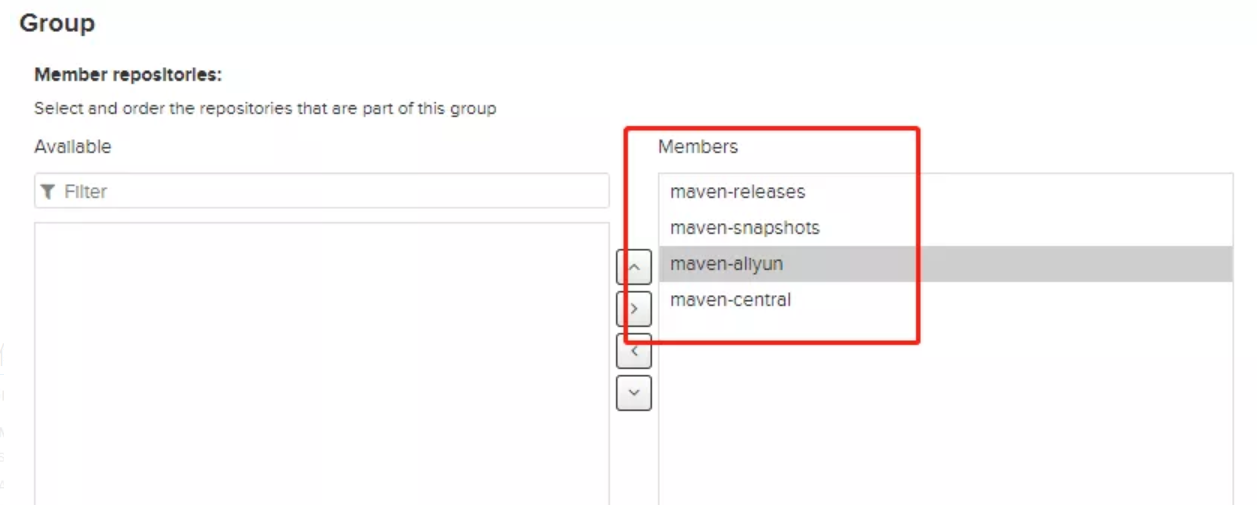 Group
Member repositories:
Select and order the repositories that are part of this group
Available
Filter
Members
maven-releases
maven-snapshots
maven-aliyun
maven-central